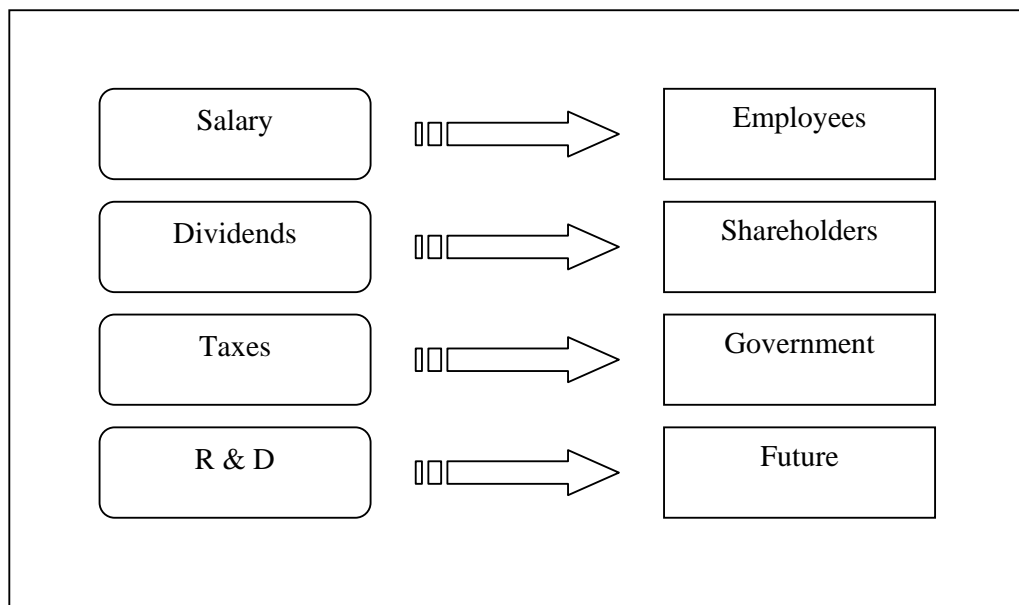 Salary
Employees
Dividends
Shareholders
Taxes
Government
R & D
Future